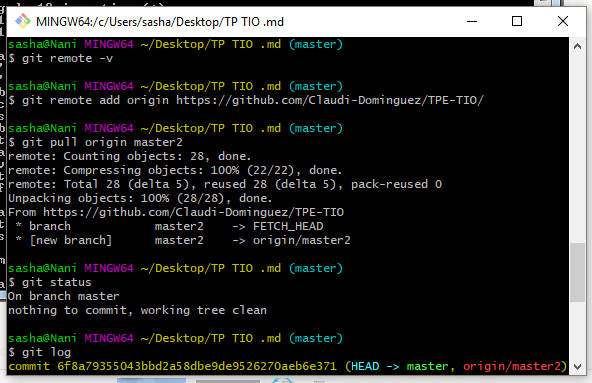 MINGW64:/c/Users/sasha/Desktop/TP TIO .md
sasha@Nani MINGW64 ~/Desktop/TP TIO .md (master)
$ git remote -v
sasha@Nani MINGW64 ~/Desktop/TP TIO .md (master)
$ git remote add origin https://github.com/Claudi-Dominguez/TPE-TIO/
sasha@Nani MINGW64 ~/Desktop/TP TIO .md (master)
$ git pull origin master2
remote: Counting objects: 28, done.
remote: Compressing objects: 100% (22/22), done.
remote: Total 28 (delta 5), reused 28 (delta 5), pack-reused 0
Unpacking objects: 100% (28/28), done.
From https://github.com/Claudi-Dominguez/TPE-TIO
* branch master2 -> FETCH_HEAD
* [new branch] master2 -> origin/master2
sasha@Nani MINGW64 ~/Desktop/TP TIO .md (master)
$ git status
On branch master
nothing to commit, working tree clean
sasha@Nani MINGW64 ~/Desktop/TP TIO .md (master)
$ git log
commit 6f8a79355043bbd2a58dbe9de9526270aeb6e371 (HEAD -> master, origin/master2)